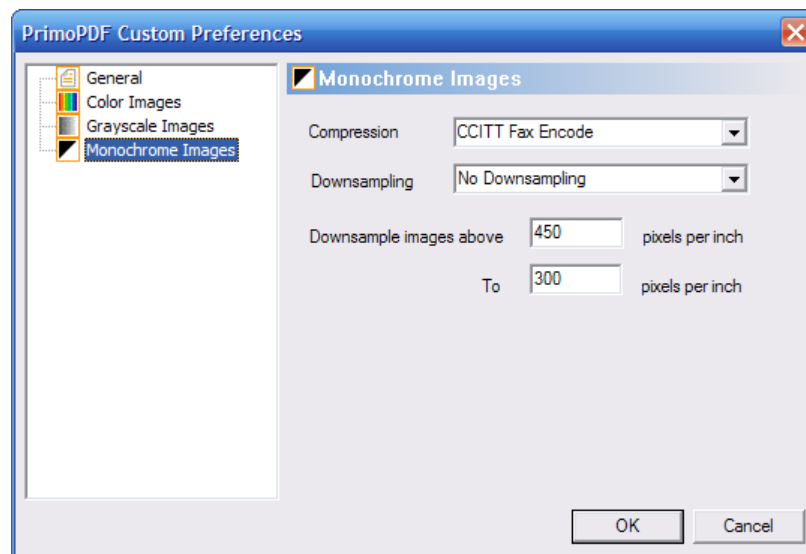 PrimoPDF Custom Preferences
General
Color Images
Grayscale Images
Monochrome Images
Monochrome Images
Compression CCITT Fax Encode
Downsampling No Downsampling
Downsample images above 450 pixels per inch
To 300 pixels per inch
OK Cancel